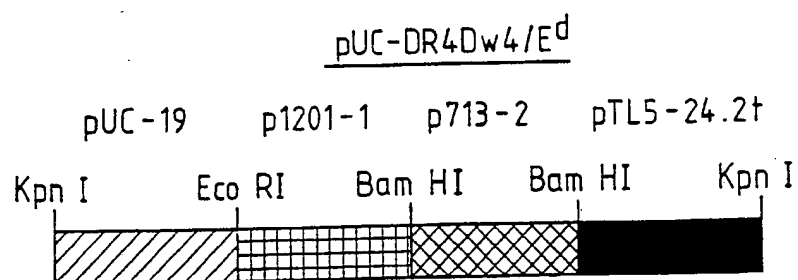 pUC-DR4Dw4/Eᵈ
pUC-19 p1201-1 p713-2 pTL5-24.2t
Kpn I Eco RI Bam HI Bam HI Kpn I